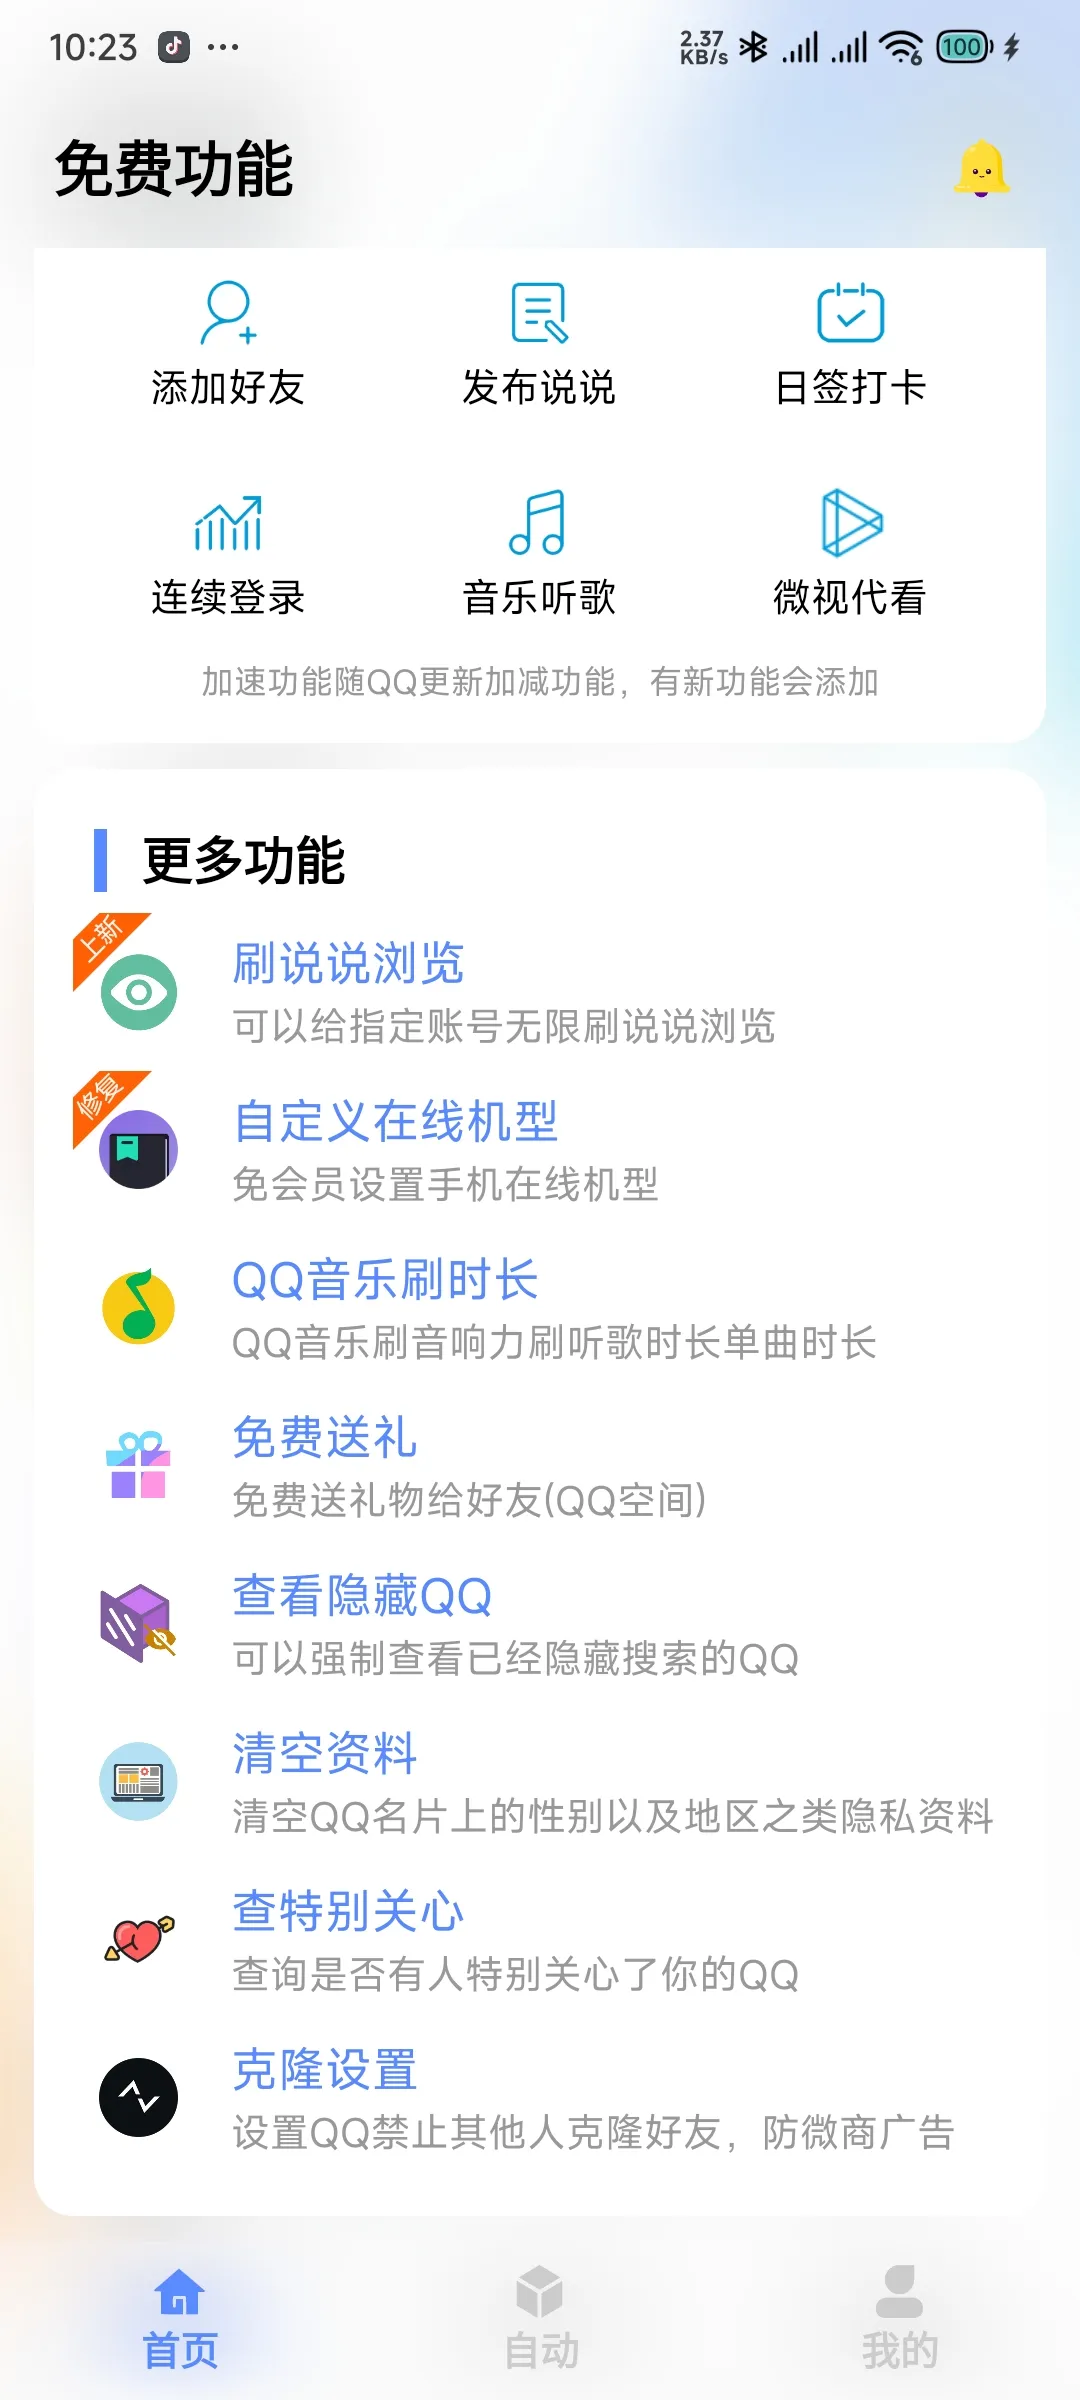 10:23
2.37
KB/s
6
100
免费功能
添加好友 发布说说 日签打卡
连续登录 音乐听歌 微视代看
加速功能随QQ更新加减功能，有新功能会添加
更多功能
上新
刷说说浏览
可以给指定账号无限刷说说浏览
修复
自定义在线机型
免会员设置手机在线机型
QQ音乐刷时长
QQ音乐刷音响力刷听歌时长单曲时长
免费送礼
免费送礼物给好友(QQ空间)
查看隐藏QQ
可以强制查看已经隐藏搜索的QQ
清空资料
清空QQ名片上的性别以及地区之类隐私资料
查特别关心
查询是否有人特别关心了你的QQ
克隆设置
设置QQ禁止其他人克隆好友，防微商广告
首页 自动 我的